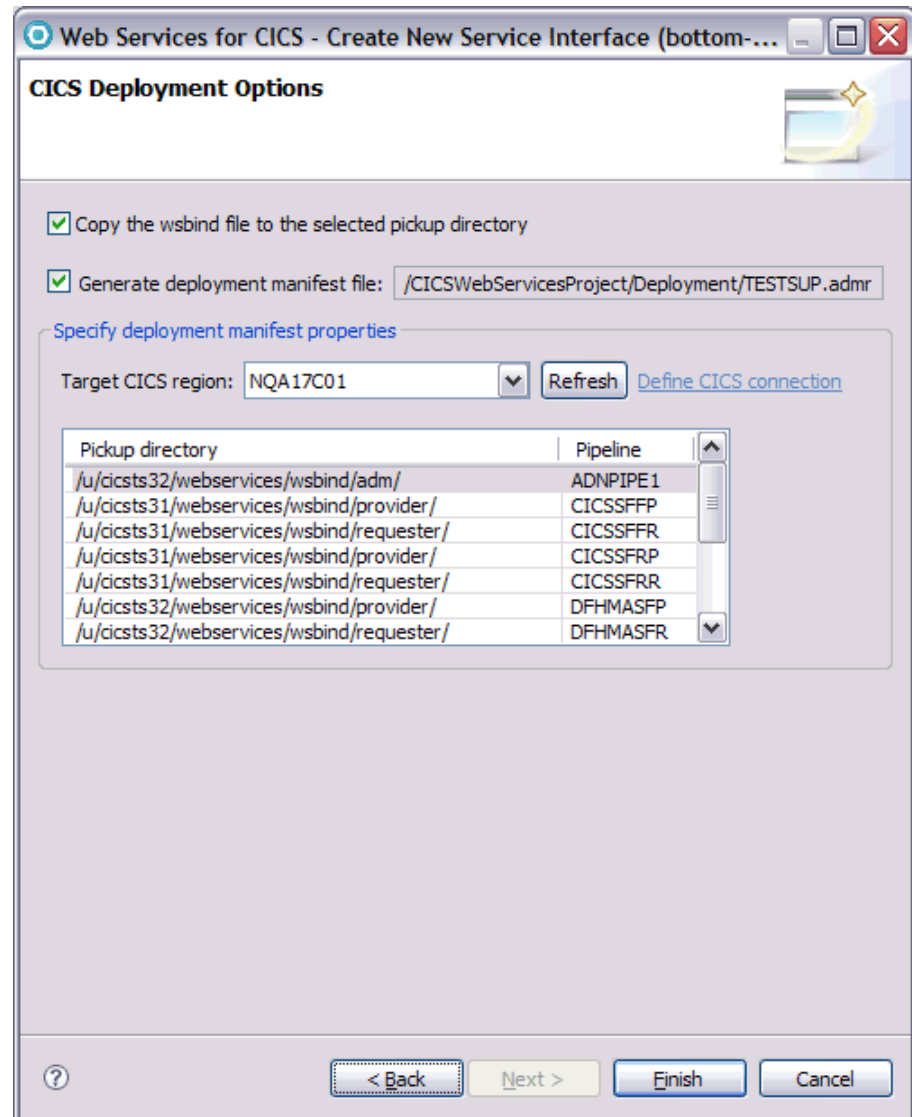 Web Services for CICS - Create New Service Interface (bottom-...
CICS Deployment Options
Copy the wsbind file to the selected pickup directory
Generate deployment manifest file: /CICSWebServicesProject/Deployment/TESTSUP.admr
Specify deployment manifest properties
Target CICS region: NQA17C01 Refresh Define CICS connection
Pickup directory Pipeline
/u/cicsts32/webservices/wsbind/adm/ ADNPIPE1
/u/cicsts31/webservices/wsbind/provider/ CICSSFFP
/u/cicsts31/webservices/wsbind/requester/ CICSSFFR
/u/cicsts31/webservices/wsbind/provider/ CICSSFRP
/u/cicsts31/webservices/wsbind/requester/ CICSSFRR
/u/cicsts32/webservices/wsbind/provider/ DFHMASFP
/u/cicsts32/webservices/wsbind/requester/ DFHMASFR
? < Back Next > Finish Cancel